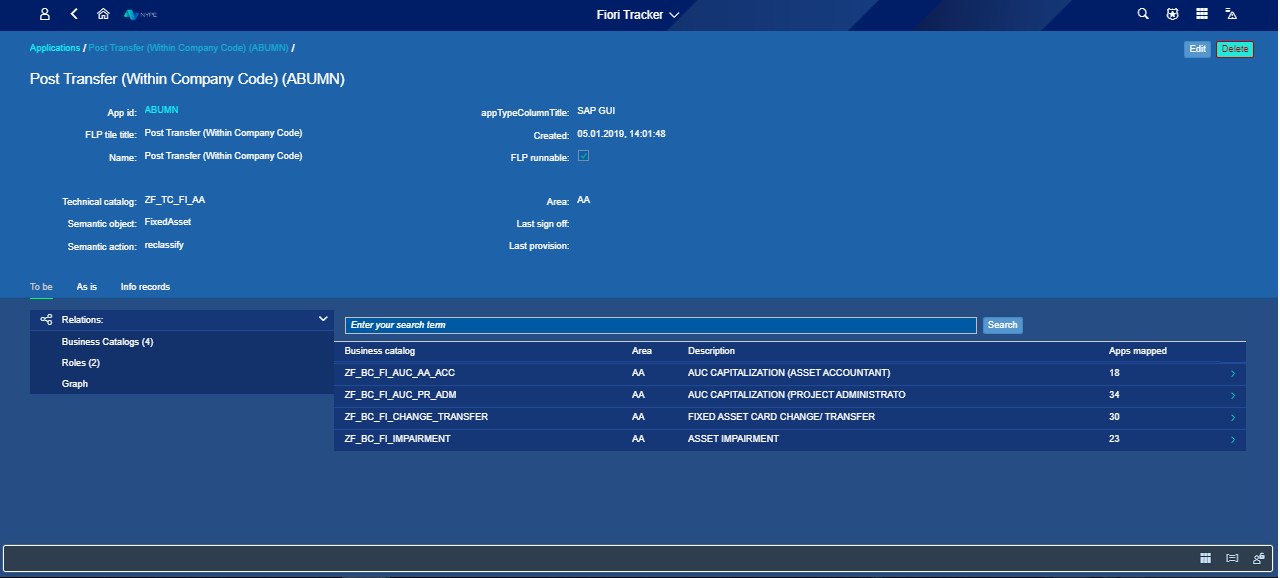 NYPE
Fiori Tracker
Applications / Post Transfer (Within Company Code) (ABUMN) /
Edit Delete
Post Transfer (Within Company Code) (ABUMN)
App id: ABUMN appTypeColumnTitle: SAP GUI
FLP tile title: Post Transfer (Within Company Code) Created: 05.01.2019, 14:01:48
Name: Post Transfer (Within Company Code) FLP runnable:
Technical catalog: ZF_TC_FI_AA Area: AA
Semantic object: FixedAsset Last sign off:
Semantic action: reclassify Last provision:
To be As is Info records
Relations:
Business Catalogs (4)
Roles (2)
Graph
Enter your search term Search
Business catalog Area Description Apps mapped
ZF_BC_FI_AUC_AA_ACC AA AUC CAPITALIZATION (ASSET ACCOUNTANT) 18
ZF_BC_FI_AUC_PR_ADM AA AUC CAPITALIZATION (PROJECT ADMINISTRATO 34
ZF_BC_FI_CHANGE_TRANSFER AA FIXED ASSET CARD CHANGE/ TRANSFER 30
ZF_BC_FI_IMPAIRMENT AA ASSET IMPAIRMENT 23